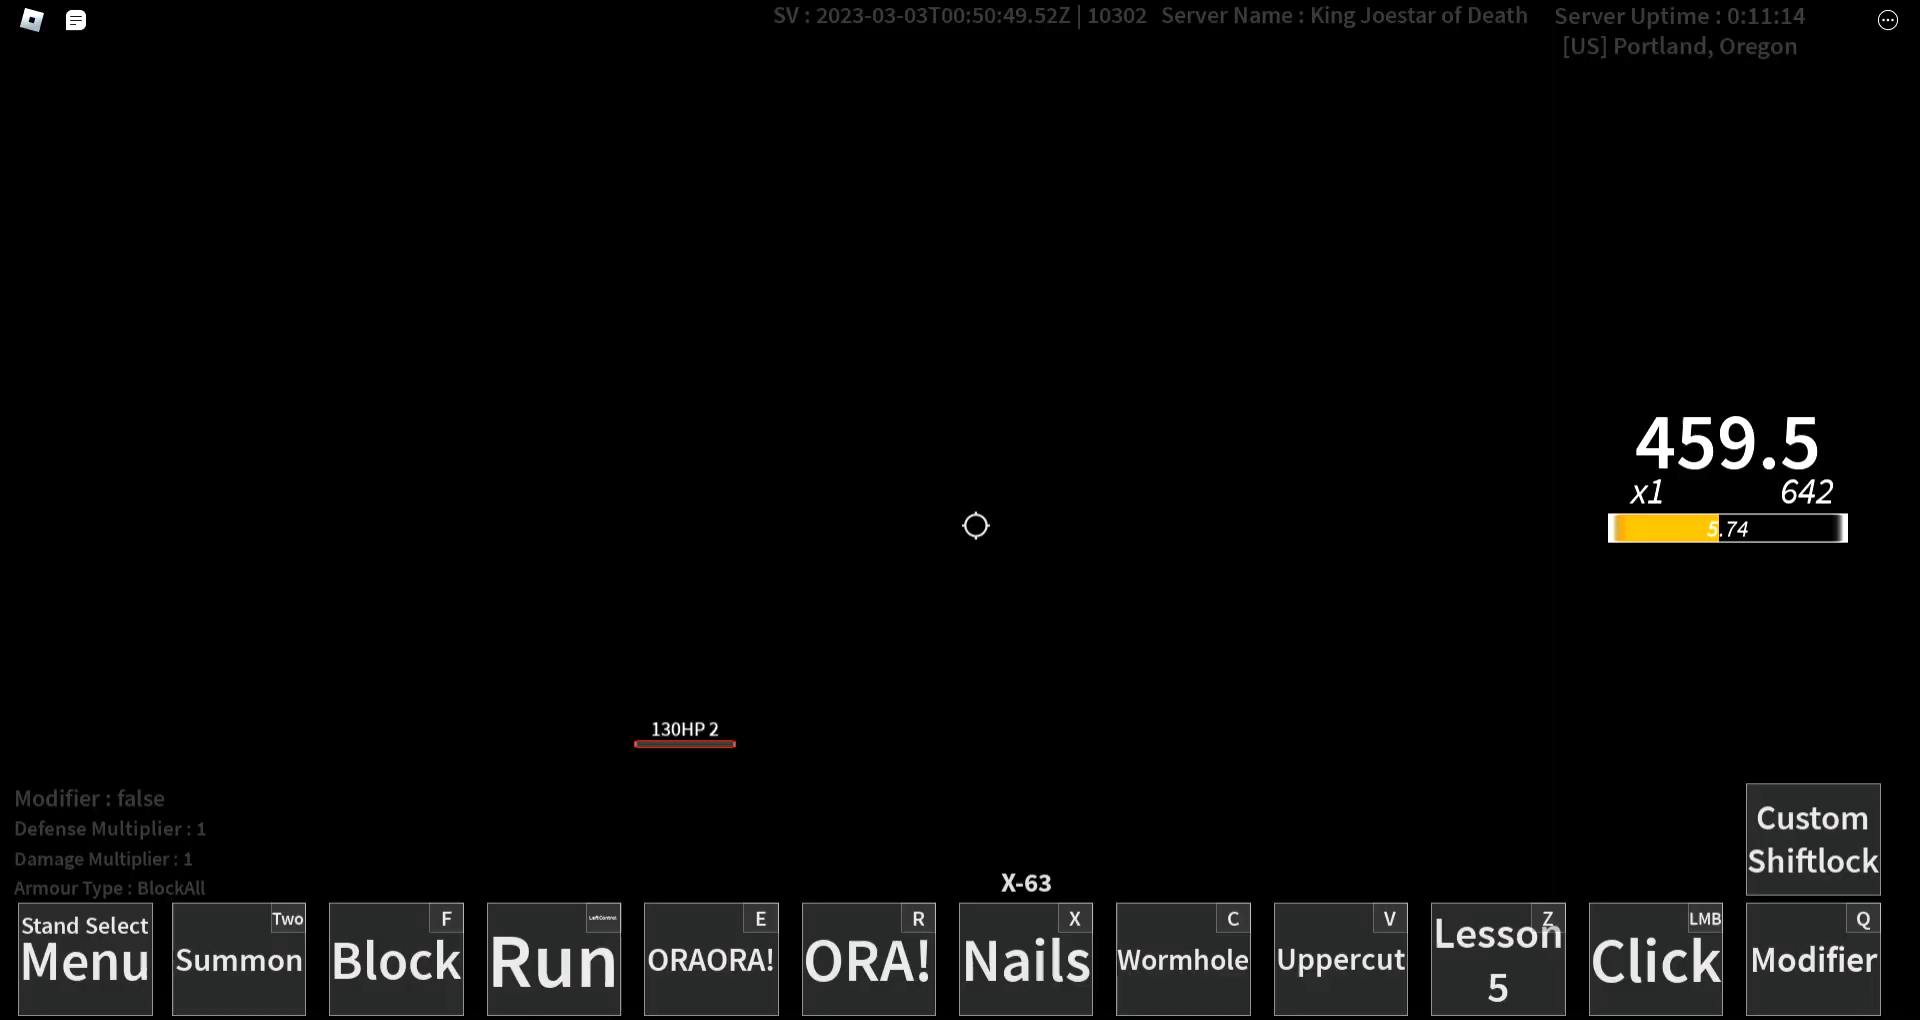 SV : 2023-03-03T00:50:49.52Z | 10302 Server Name : King Joestar of Death Server Uptime : 0:11:14
[US] Portland, Oregon
459.5
x1 642
5.74
130HP 2
Modifier : false
Defense Multiplier : 1
Damage Multiplier : 1
Armour Type : BlockAll
Custom
Shiftlock
X-63
Stand Select
Menu
Two
Summon
F
Block
LeftControl
Run
E
ORAORA!
R
ORA!
X
Nails
C
Wormhole
V
Uppercut
Z
Lesson
5
LMB
Click
Q
Modifier